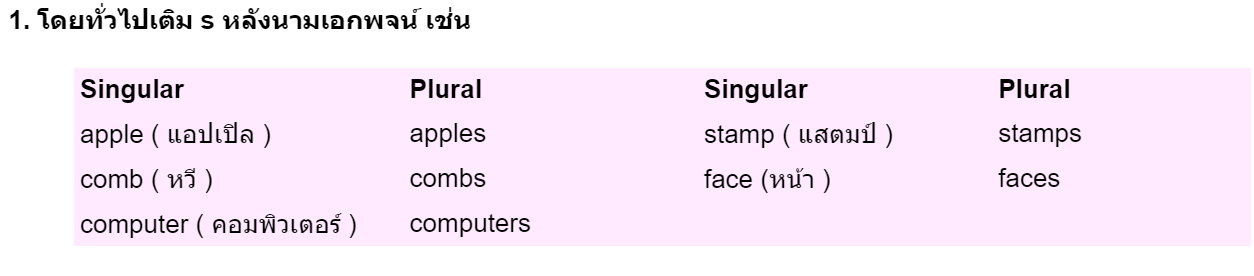 1. โดยทั่วไปเติม s หลังนามเอกพจน์ เช่น
Singular Plural Singular Plural
apple ( แอปเปิล ) apples stamp ( แสตมป์ ) stamps
comb ( หวี ) combs face (หน้า ) faces
computer ( คอมพิวเตอร์ ) computers